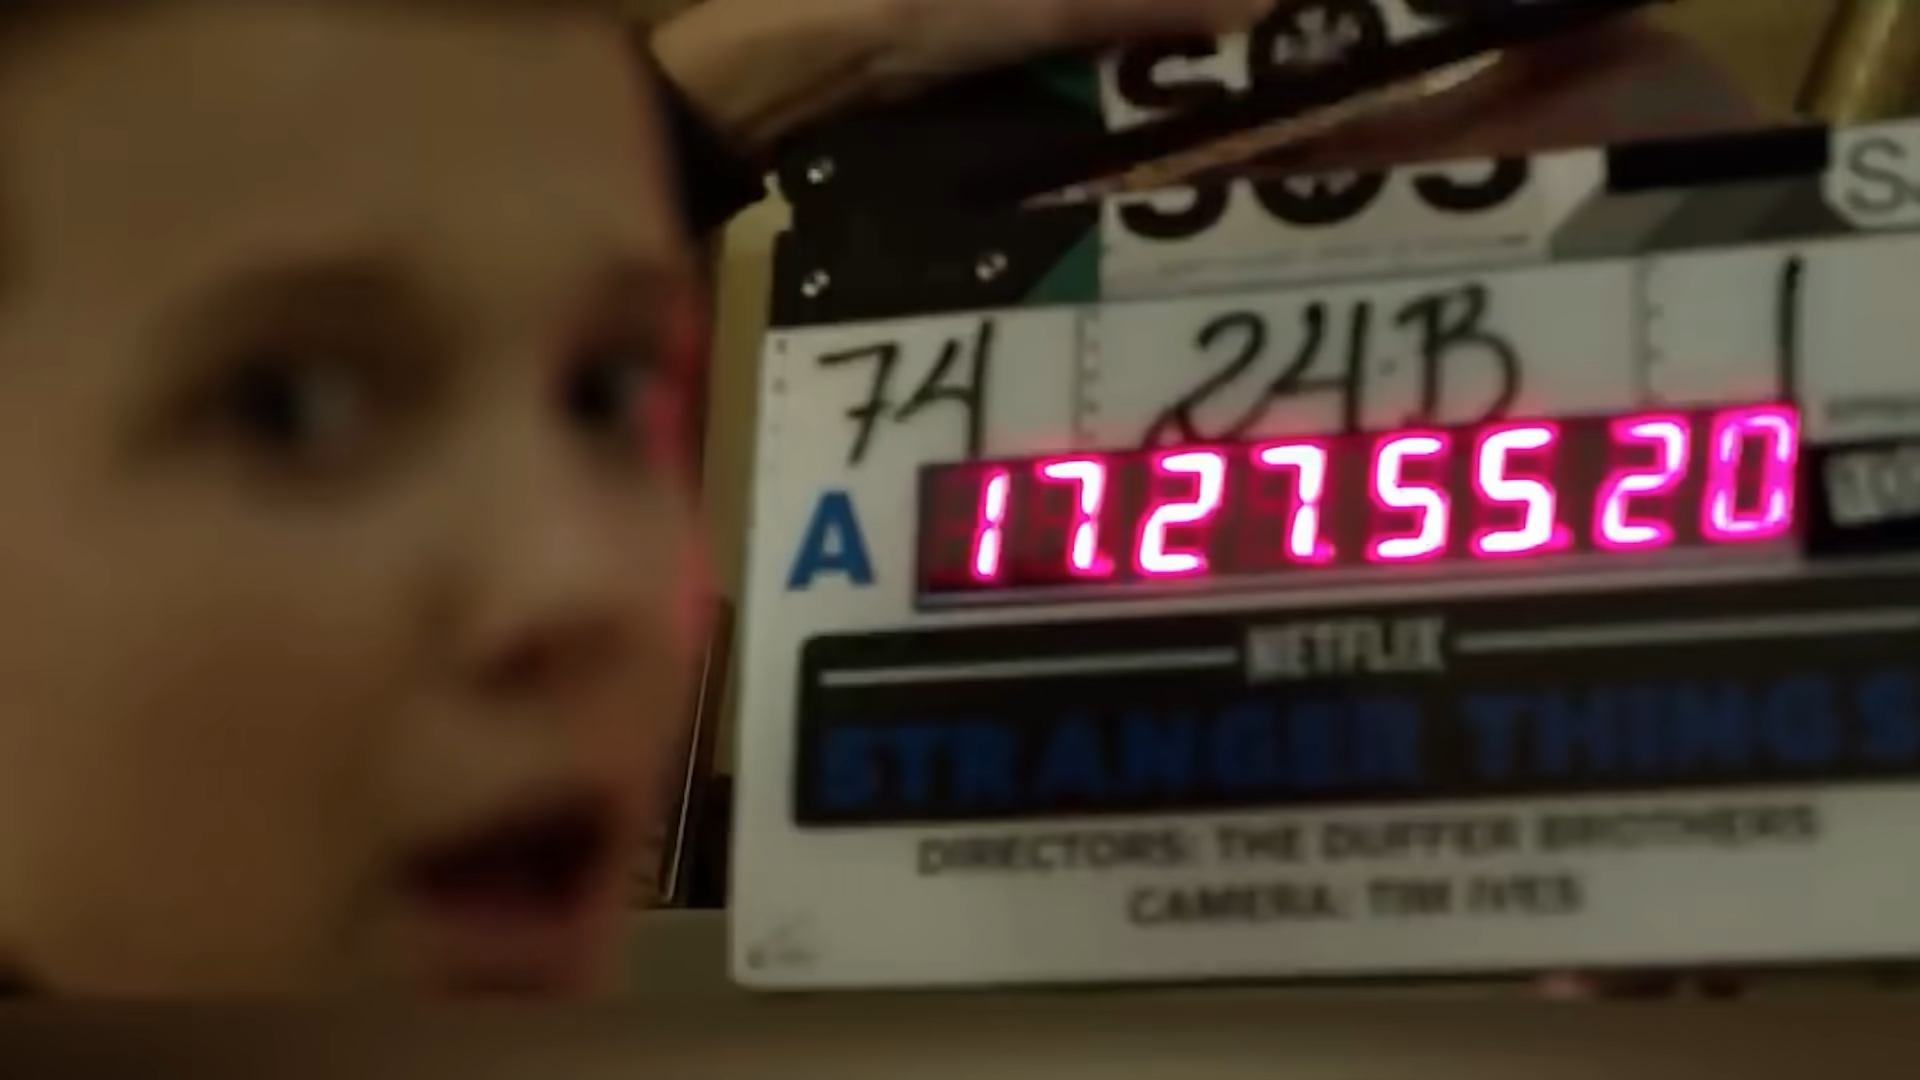 74 24B 1
A 17275520
NETFLIX
STRANGER THINGS
DIRECTORS: THE DUFFER BROTHERS
CAMERA: TIM IVES